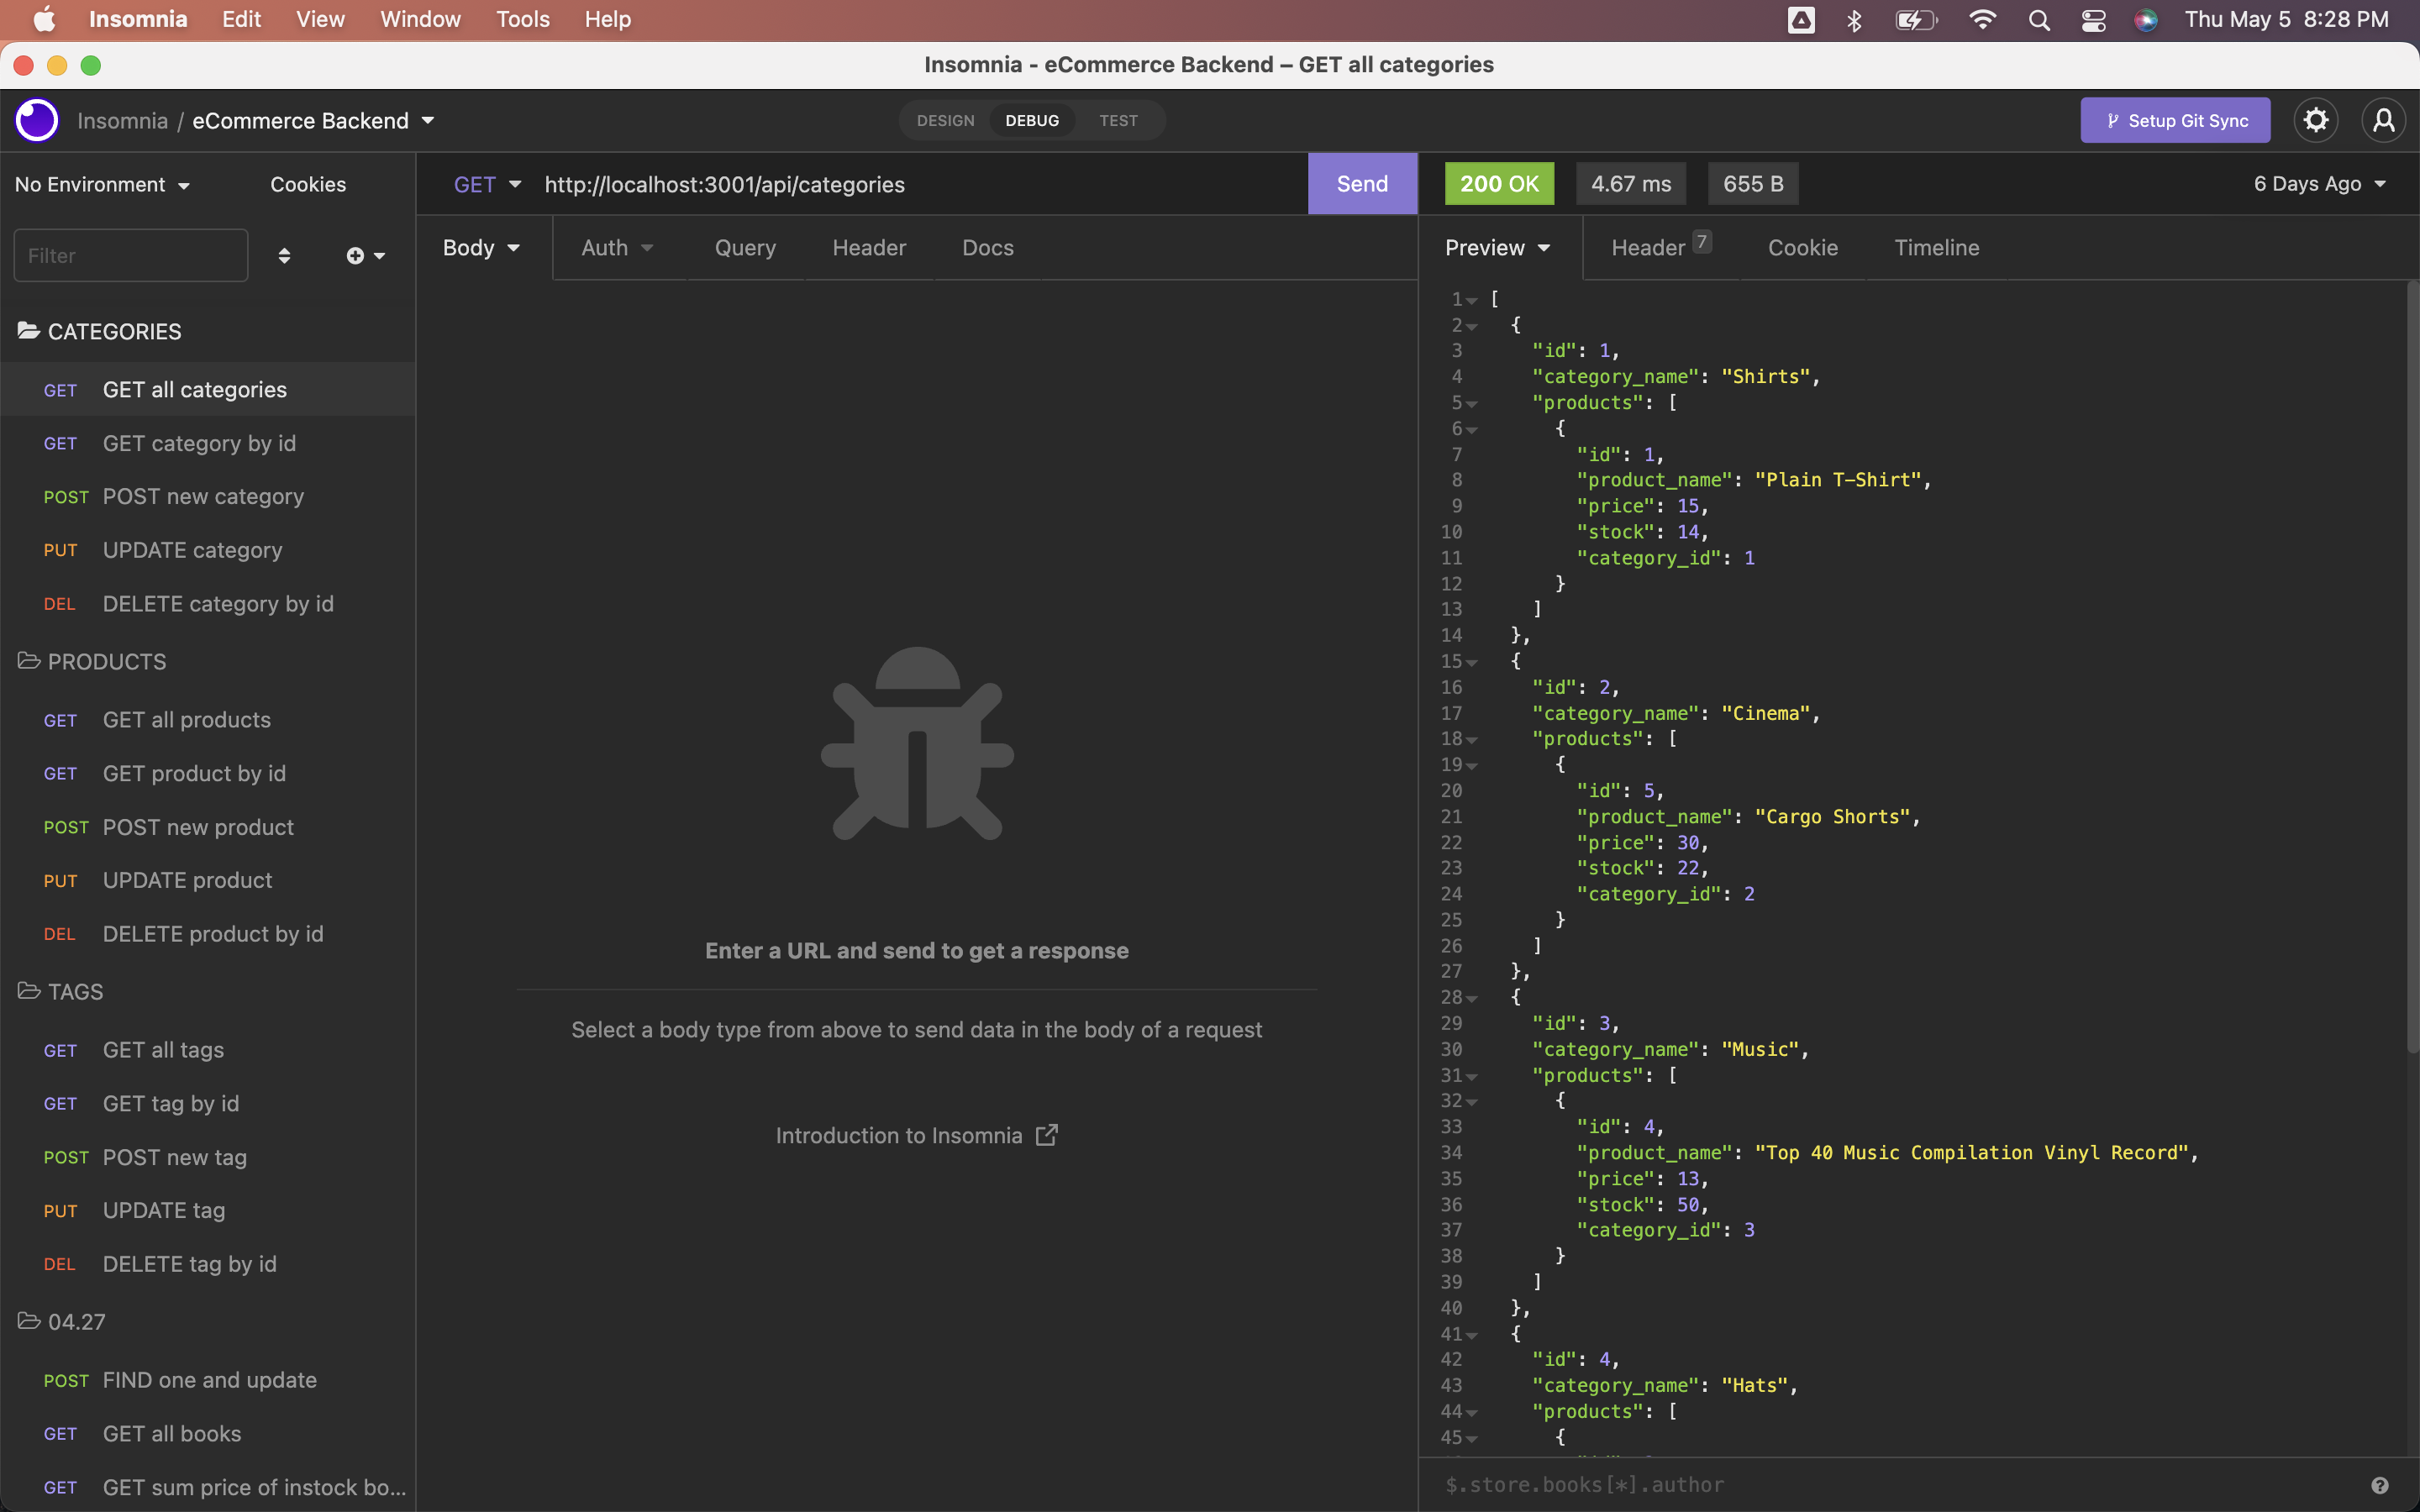 Insomnia Edit View Window Tools Help Thu May 5 8:28 PM
Insomnia - eCommerce Backend – GET all categories
Insomnia / eCommerce Backend DESIGN DEBUG TEST Setup Git Sync
No Environment Cookies
Filter
CATEGORIES
GET GET all categories
GET GET category by id
POST POST new category
PUT UPDATE category
DEL DELETE category by id
PRODUCTS
GET GET all products
GET GET product by id
POST POST new product
PUT UPDATE product
DEL DELETE product by id
TAGS
GET GET all tags
GET GET tag by id
POST POST new tag
PUT UPDATE tag
DEL DELETE tag by id
04.27
POST FIND one and update
GET GET all books
GET GET sum price of instock bo...
GET http://localhost:3001/api/categories Send
Body Auth Query Header Docs
Enter a URL and send to get a response
Select a body type from above to send data in the body of a request
Introduction to Insomnia
200 OK 4.67 ms 655 B 6 Days Ago
Preview Header 7 Cookie Timeline
1 [
2 {
3 "id": 1,
4 "category_name": "Shirts",
5 "products": [
6 {
7 "id": 1,
8 "product_name": "Plain T-Shirt",
9 "price": 15,
10 "stock": 14,
11 "category_id": 1
12 }
13 ]
14 },
15 {
16 "id": 2,
17 "category_name": "Cinema",
18 "products": [
19 {
20 "id": 5,
21 "product_name": "Cargo Shorts",
22 "price": 30,
23 "stock": 22,
24 "category_id": 2
25 }
26 ]
27 },
28 {
29 "id": 3,
30 "category_name": "Music",
31 "products": [
32 {
33 "id": 4,
34 "product_name": "Top 40 Music Compilation Vinyl Record",
35 "price": 13,
36 "stock": 50,
37 "category_id": 3
38 }
39 ]
40 },
41 {
42 "id": 4,
43 "category_name": "Hats",
44 "products": [
45 {
$.store.books[*].author